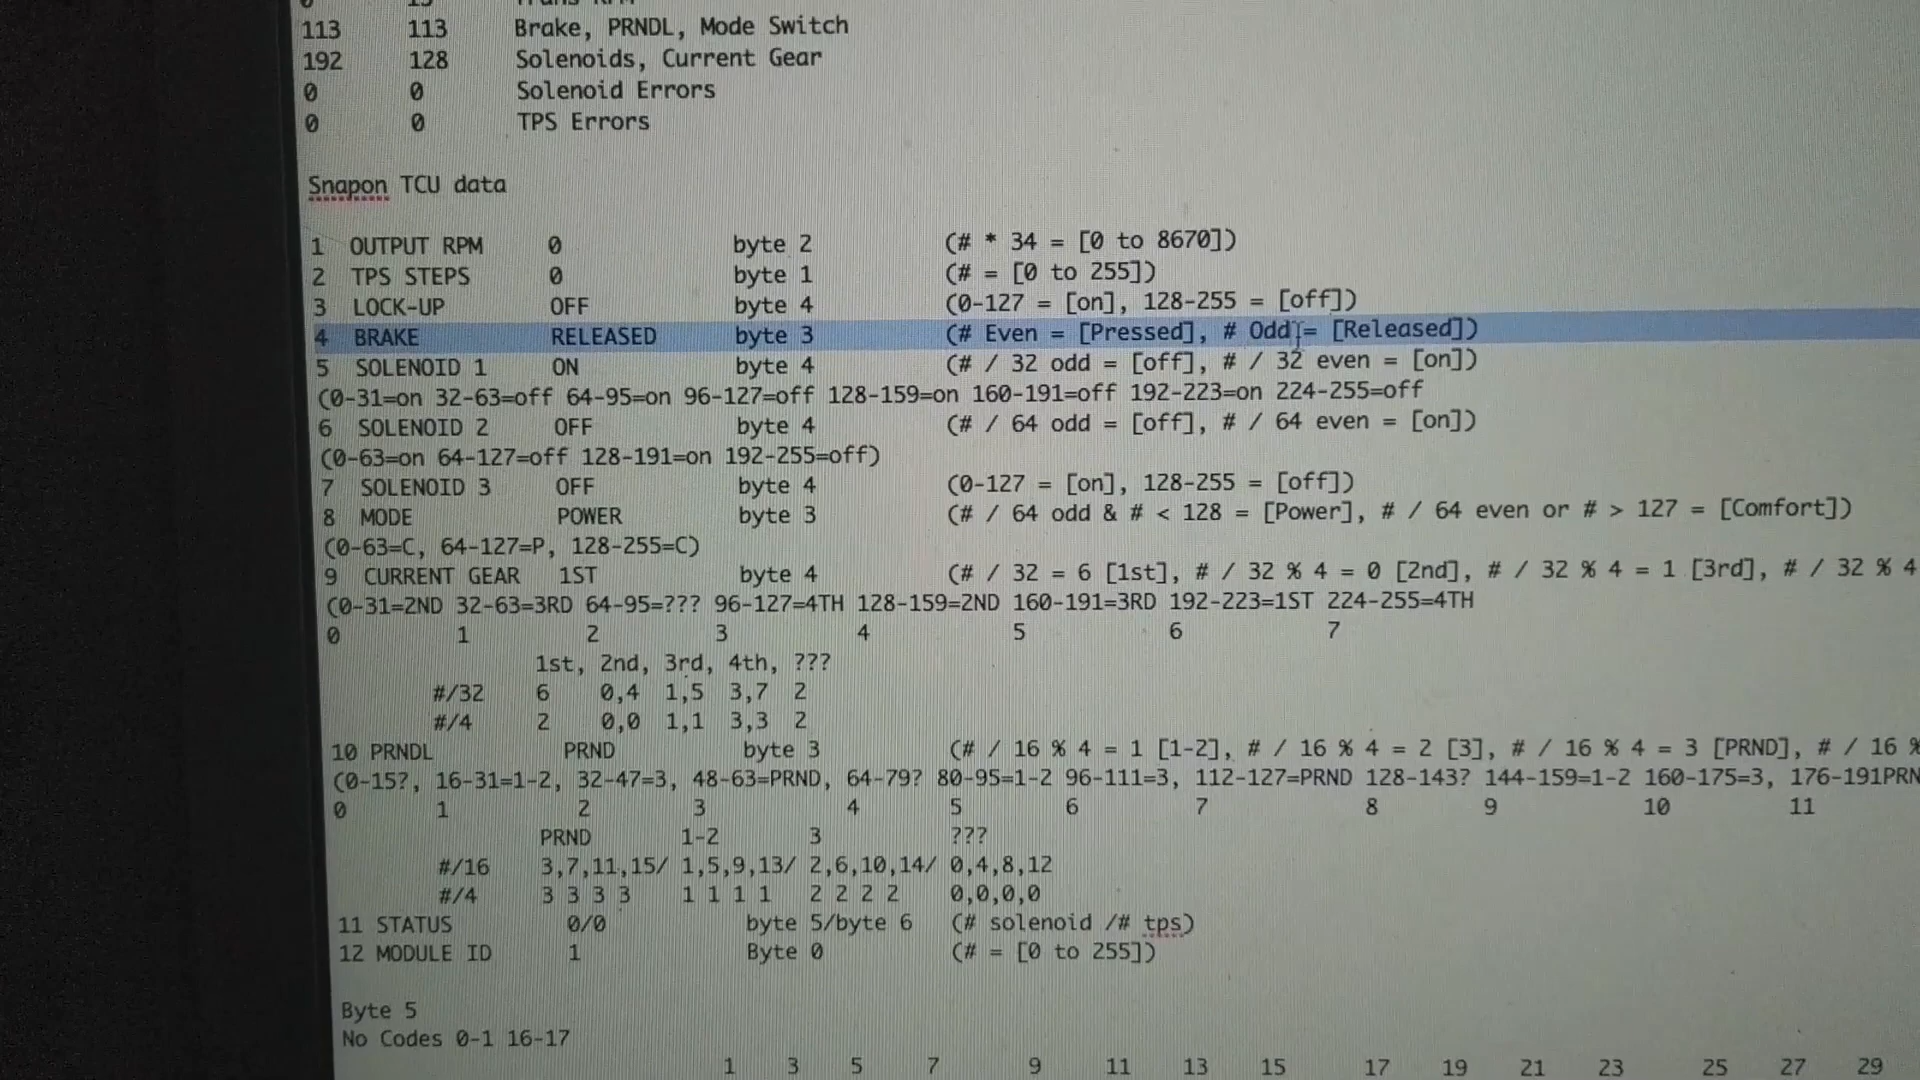 113 113 Brake, PRNDL, Mode Switch
192 128 Solenoids, Current Gear
0 0 Solenoid Errors
0 0 TPS Errors
Snapon TCU data
1 OUTPUT RPM 0 byte 2 (# * 34 = [0 to 8670])
2 TPS STEPS 0 byte 1 (# = [0 to 255])
3 LOCK-UP OFF byte 4 (0-127 = [on], 128-255 = [off])
4 BRAKE RELEASED byte 3 (# Even = [Pressed], # Odd = [Released])
5 SOLENOID 1 ON byte 4 (# / 32 odd = [off], # / 32 even = [on])
(0-31=on 32-63=off 64-95=on 96-127=off 128-159=on 160-191=off 192-223=on 224-255=off
6 SOLENOID 2 OFF byte 4 (# / 64 odd = [off], # / 64 even = [on])
(0-63=on 64-127=off 128-191=on 192-255=off)
7 SOLENOID 3 OFF byte 4 (0-127 = [on], 128-255 = [off])
8 MODE POWER byte 3 (# / 64 odd & # < 128 = [Power], # / 64 even or # > 127 = [Comfort])
(0-63=C, 64-127=P, 128-255=C)
9 CURRENT GEAR 1ST byte 4 (# / 32 = 6 [1st], # / 32 % 4 = 0 [2nd], # / 32 % 4 = 1 [3rd], # / 32 % 4
(0-31=2ND 32-63=3RD 64-95=??? 96-127=4TH 128-159=2ND 160-191=3RD 192-223=1ST 224-255=4TH
0 1 2 3 4 5 6 7
1st, 2nd, 3rd, 4th, ???
#/32 6 0,4 1,5 3,7 2
#/4 2 0,0 1,1 3,3 2
10 PRNDL PRND byte 3 (# / 16 % 4 = 1 [1-2], # / 16 % 4 = 2 [3], # / 16 % 4 = 3 [PRND], # / 16 %
(0-15?, 16-31=1-2, 32-47=3, 48-63=PRND, 64-79? 80-95=1-2 96-111=3, 112-127=PRND 128-143? 144-159=1-2 160-175=3, 176-191PRN
0 1 2 3 4 5 6 7 8 9 10 11
PRND 1-2 3 ???
#/16 3,7,11,15/ 1,5,9,13/ 2,6,10,14/ 0,4,8,12
#/4 3 3 3 3 1 1 1 1 2 2 2 2 0,0,0,0
11 STATUS 0/0 byte 5/byte 6 (# solenoid /# tps)
12 MODULE ID 1 Byte 0 (# = [0 to 255])
Byte 5
No Codes 0-1 16-17
1 3 5 7 9 11 13 15 17 19 21 23 25 27 29